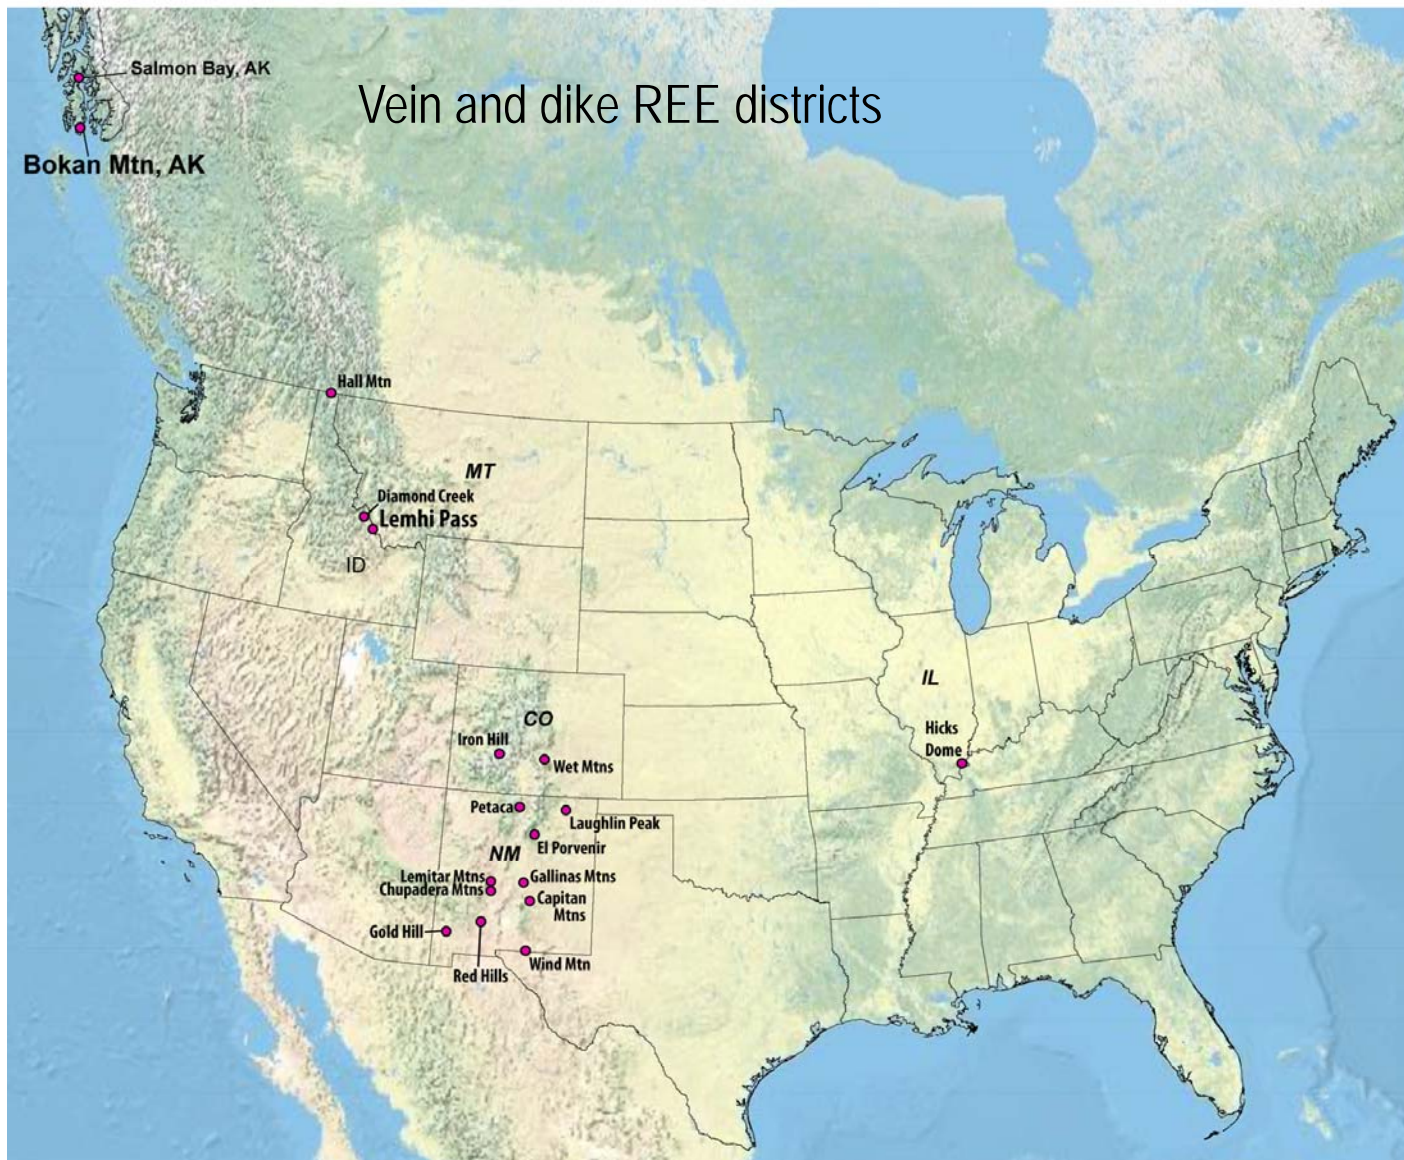 Salmon Bay, AK
Vein and dike REE districts
Bokan Mtn, AK
Hall Mtn
MT
Diamond Creek
Lemhi Pass
ID
IL
CO
Hicks
Dome
Iron Hill
Wet Mtns
Petaca
Laughlin Peak
El Porvenir
NM
Lemitar Mtns
Gallinas Mtns
Chupadera Mtns
Capitan
Mtns
Gold Hill
Wind Mtn
Red Hills